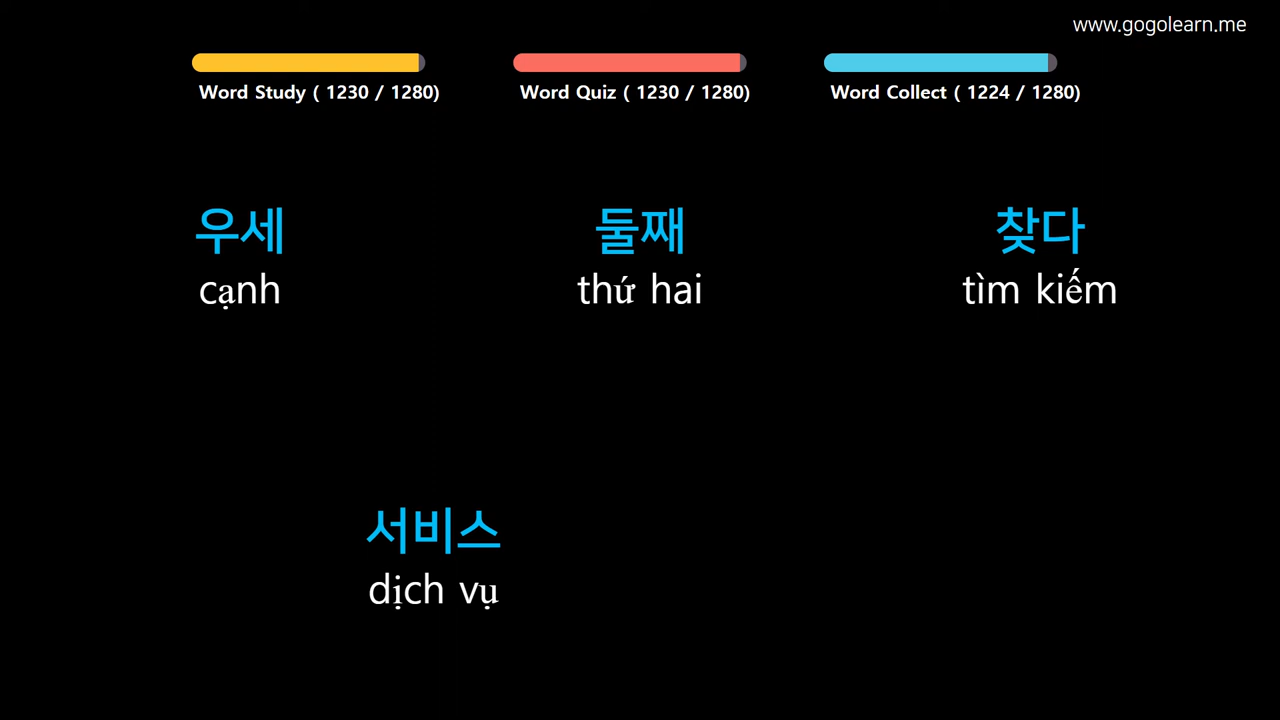 www.gogolearn.me
Word Study ( 1230 / 1280)
Word Quiz ( 1230 / 1280)
Word Collect ( 1224 / 1280)
우세
cạnh
둘째
thứ hai
찾다
tìm kiếm
서비스
dịch vụ